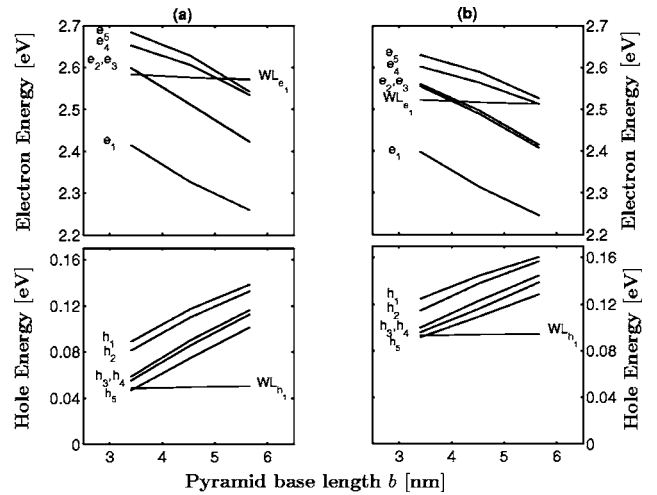 (a)
(b)
Electron Energy [eV]
2.7
2.6
2.5
2.4
2.3
2.2
e5
e4
e2,e3
WLe1
e1
2.7
2.6
2.5
2.4
2.3
2.2
Electron Energy [eV]
e5
e4
e2,e3
WLe1
e1
Hole Energy [eV]
0.16
0.12
0.08
0.04
0
h1
h2
h3,h4
h5
WLh1
3
4
5
6
0.16
0.12
0.08
0.04
0
Hole Energy [eV]
h1
h2
h3,h4
h5
WLh1
3
4
5
6
Pyramid base length b [nm]